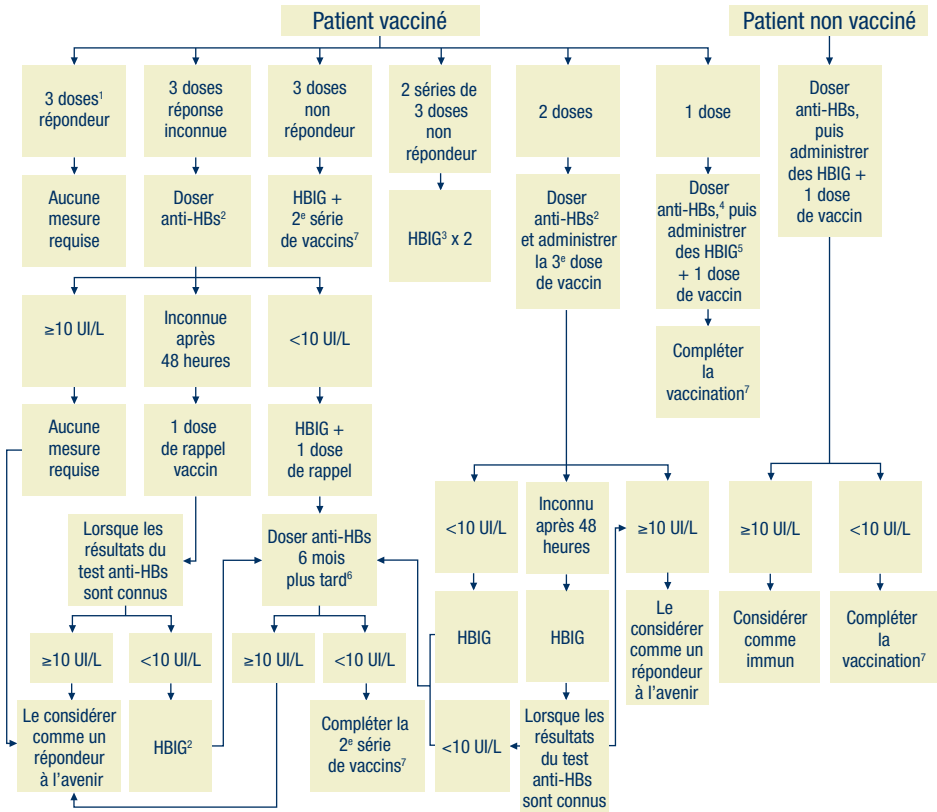 Patient vacciné
Patient non vacciné
3 doses¹
répondeur
3 doses
réponse
inconnue
3 doses
non
répondeur
2 séries de
3 doses
non
répondeur
2 doses
1 dose
Doser
anti-HBs,
puis
administrer
des HBIG +
1 dose
de vaccin
Aucune
mesure
requise
Doser
anti-HBs²
HBIG +
2ᵉ série
de vaccins⁷
HBIG³ x 2
Doser
anti-HBs²
et administrer
la 3ᵉ dose
de vaccin
Doser
anti-HBs,⁴ puis
administrer
des HBIG⁵
+ 1 dose
de vaccin
≥10 UI/L
Inconnue
après
48 heures
<10 UI/L
Compléter
la
vaccination⁷
Aucune
mesure
requise
1 dose
de rappel
vaccin
HBIG +
1 dose
de rappel
<10 UI/L
Inconnu
après 48
heures
≥10 UI/L
≥10 UI/L
<10 UI/L
Lorsque les
résultats du
test anti-HBs
sont connus
Doser anti-HBs
6 mois
plus tard⁶
HBIG
HBIG
Le
considérer
comme un
répondeur
à l’avenir
Considérer
comme
immun
Compléter
la
vaccination⁷
≥10 UI/L
<10 UI/L
≥10 UI/L
<10 UI/L
Le considérer
comme un
répondeur
à l’avenir
HBIG²
Compléter la
2ᵉ série
de vaccins⁷
<10 UI/L
Lorsque les
résultats
du test
anti-HBs
sont connus